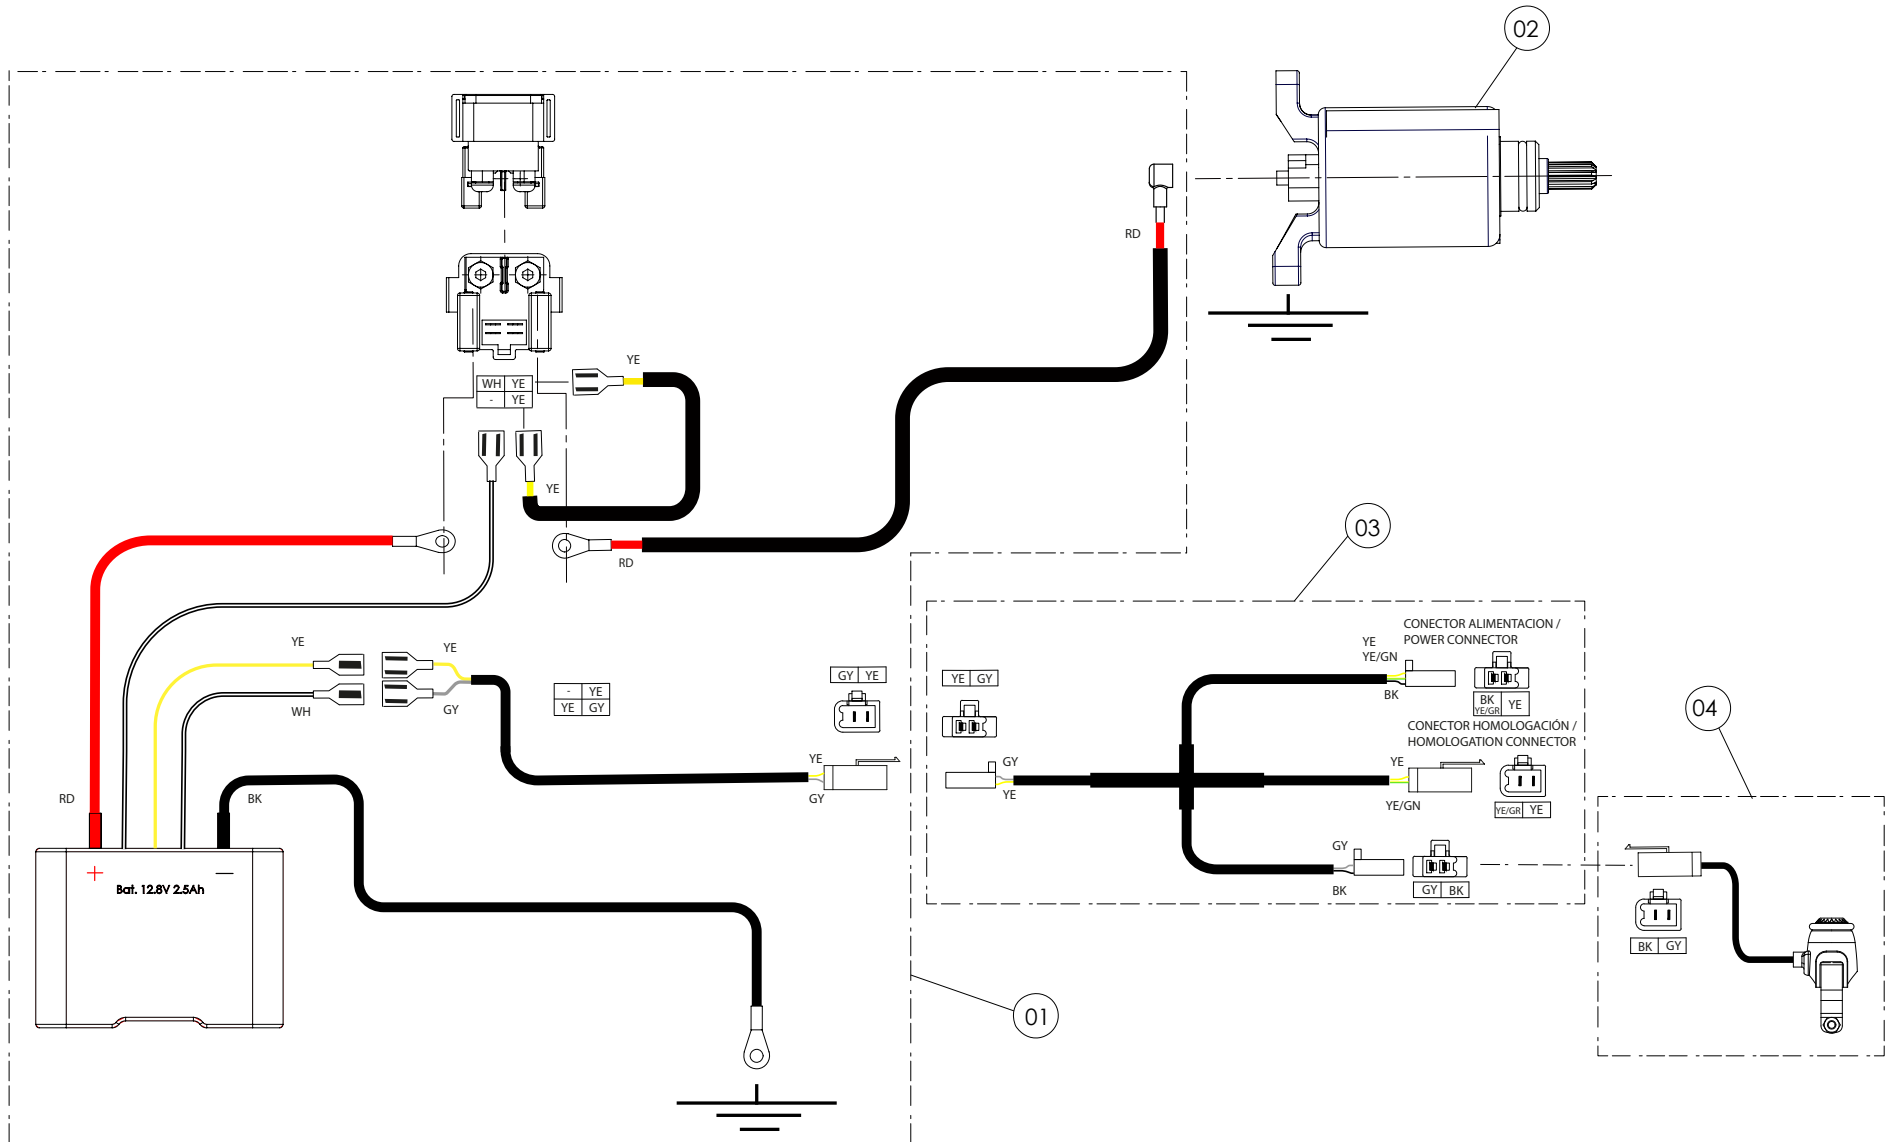 02
RD
YE
WH YE
- YE
YE
RD
03
CONECTOR ALIMENTACION /
POWER CONNECTOR
YE
YE/GN
BK
BK
YE/GR
YE
YE
YE
WH
GY
- YE
YE GY
GY YE
YE GY
04
CONECTOR HOMOLOGACIÓN /
HOMOLOGATION CONNECTOR
YE
GY
GY
YE
YE
YE/GN
YE/GR YE
RD
BK
GY
BK
GY BK
+
−
Bat. 12.8V 2.5Ah
BK GY
01